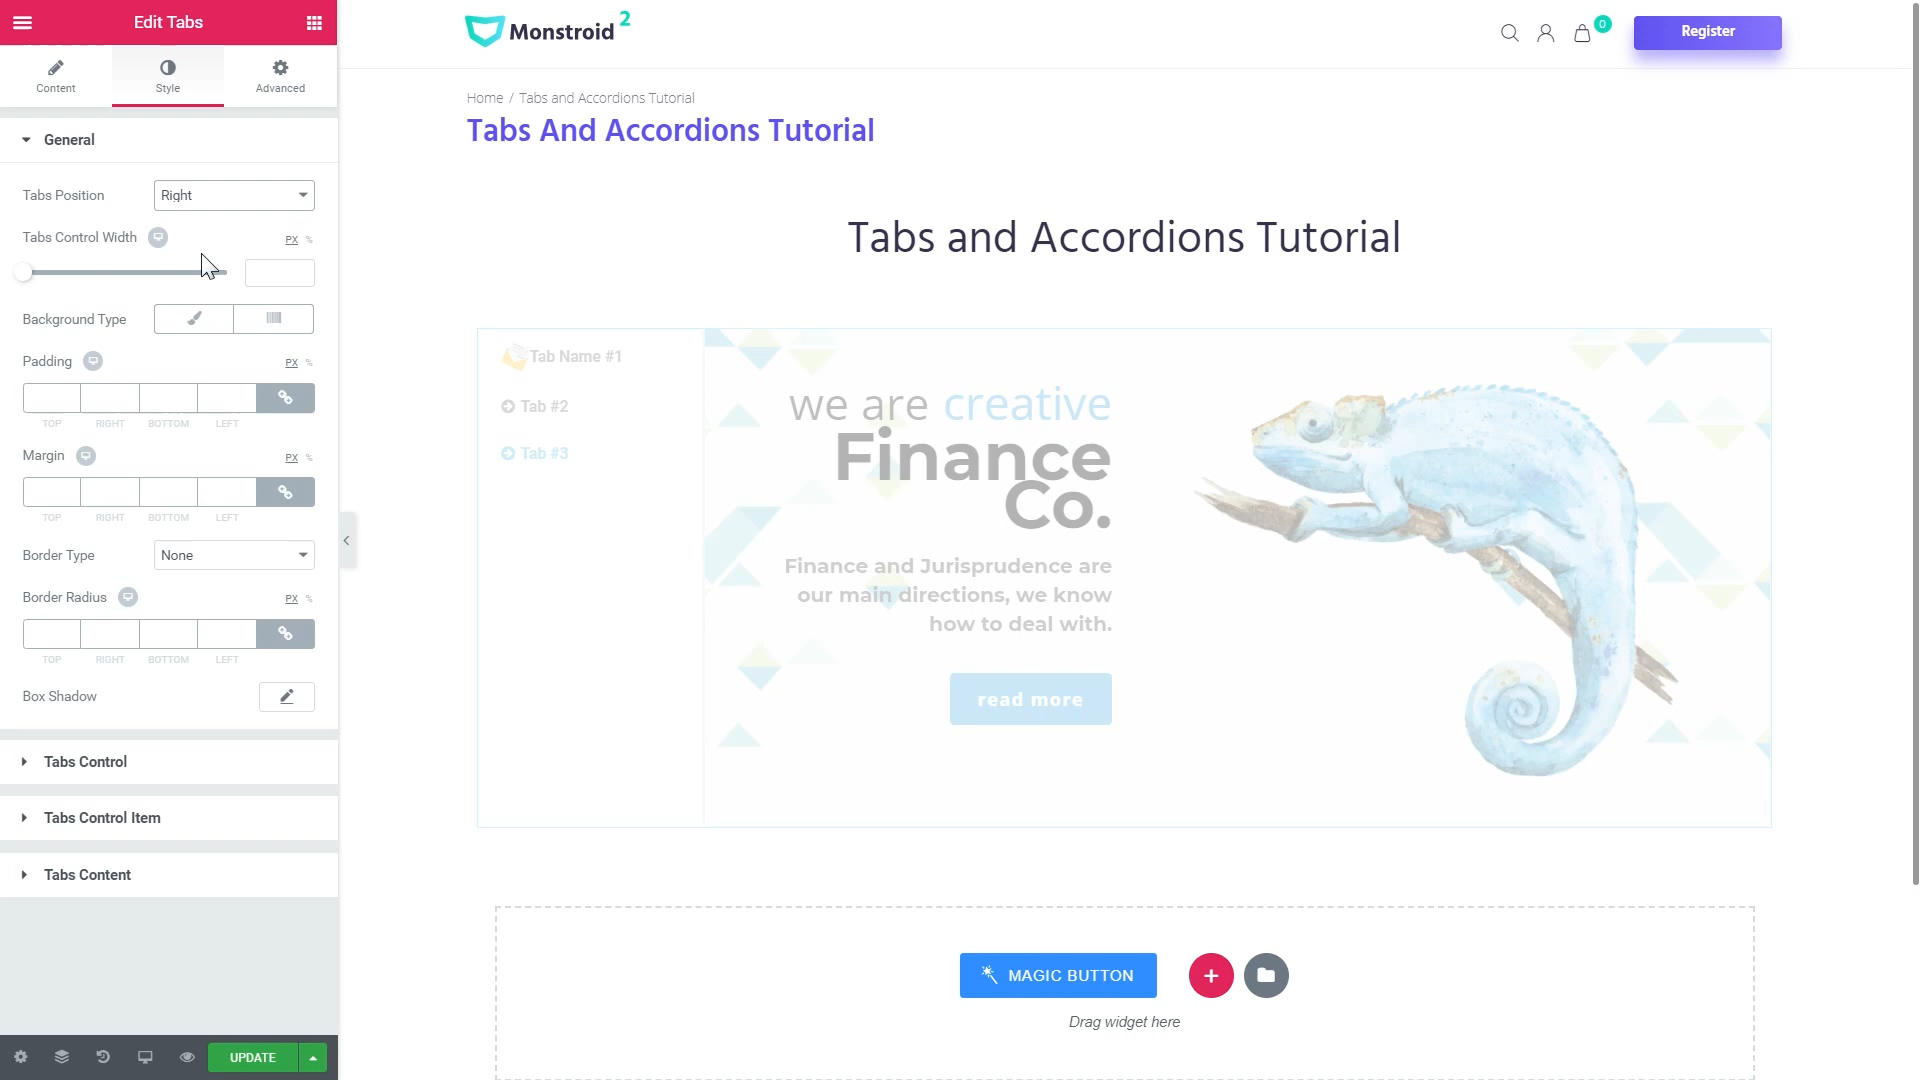 Edit Tabs
Content
Style
Advanced
General
Tabs Position
Right
Tabs Control Width
PX %
Background Type
Padding
PX %
TOP RIGHT BOTTOM LEFT
Margin
PX %
TOP RIGHT BOTTOM LEFT
Border Type
None
Border Radius
PX %
TOP RIGHT BOTTOM LEFT
Box Shadow
Tabs Control
Tabs Control Item
Tabs Content
UPDATE
Monstroid 2
0
Register
Home / Tabs and Accordions Tutorial
Tabs And Accordions Tutorial
Tabs and Accordions Tutorial
Tab Name #1
Tab #2
Tab #3
we are creative
Finance
Co.
Finance and Jurisprudence are
our main directions, we know
how to deal with.
read more
MAGIC BUTTON
Drag widget here